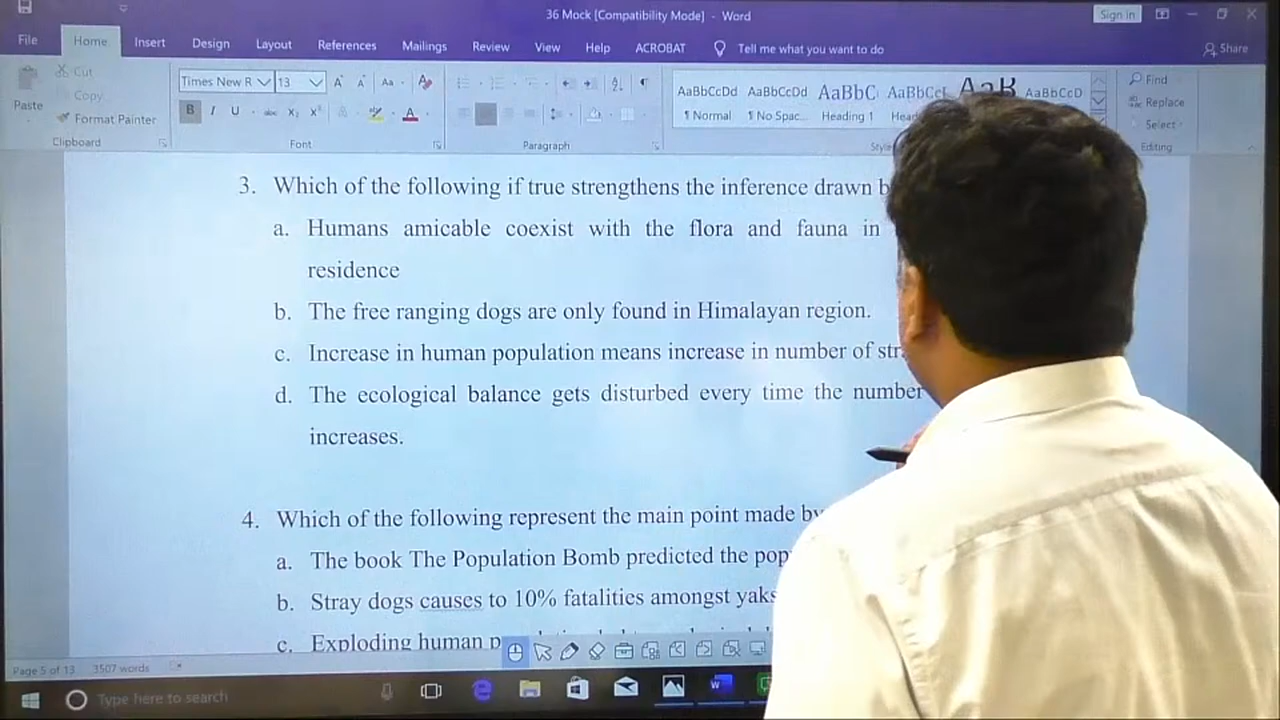 36 Mock [Compatibility Mode] - Word
Sign in
File Home Insert Design Layout References Mailings Review View Help ACROBAT Tell me what you want to do Share
Cut
Copy
Paste
Format Painter
Clipboard
Times New R 13
B I U abc X₂ X²
Font
Paragraph
AaBbCcDd AaBbCcDd AaBbC AaBbCcI AaB AaBbCcD
¶ Normal ¶ No Spac... Heading 1
Find
Replace
Select
Editing
3. Which of the following if true strengthens the inference drawn
a. Humans amicable coexist with the flora and fauna in
residence
b. The free ranging dogs are only found in Himalayan region.
c. Increase in human population means increase in number of
d. The ecological balance gets disturbed every time the number
increases.
4. Which of the following represent the main point made by
a. The book The Population Bomb predicted the
b. Stray dogs causes to 10% fatalities amongst yaks
c. Exploding human
Page 5 of 13 3507 words
Type here to search